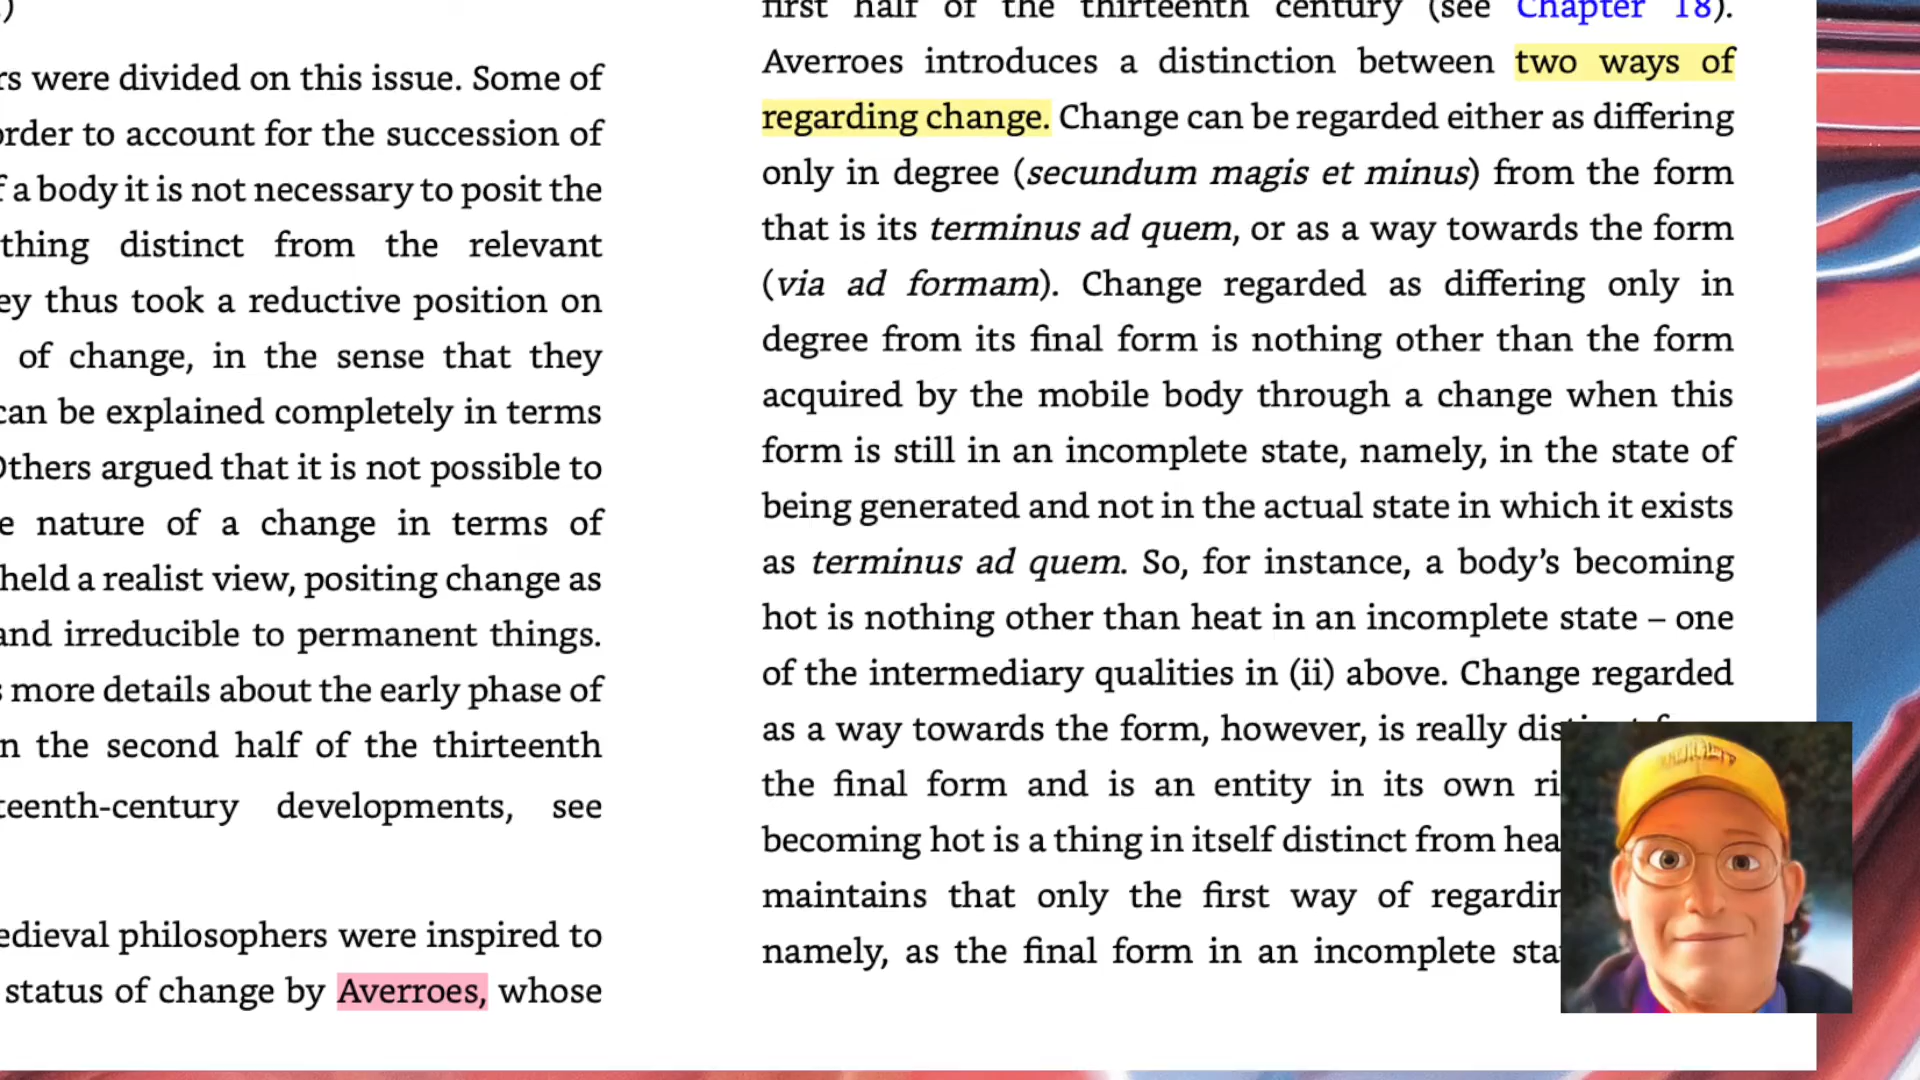 .)
rs were divided on this issue. Some of
order to account for the succession of
f a body it is not necessary to posit the
thing distinct from the relevant
ey thus took a reductive position on
of change, in the sense that they
can be explained completely in terms
Others argued that it is not possible to
e nature of a change in terms of
held a realist view, positing change as
and irreducible to permanent things.
s more details about the early phase of
n the second half of the thirteenth
teenth-century developments, see
edieval philosophers were inspired to
status of change by Averroes, whose
first half of the thirteenth century (see Chapter 18).
Averroes introduces a distinction between two ways of
regarding change. Change can be regarded either as differing
only in degree (secundum magis et minus) from the form
that is its terminus ad quem, or as a way towards the form
(via ad formam). Change regarded as differing only in
degree from its final form is nothing other than the form
acquired by the mobile body through a change when this
form is still in an incomplete state, namely, in the state of
being generated and not in the actual state in which it exists
as terminus ad quem. So, for instance, a body’s becoming
hot is nothing other than heat in an incomplete state – one
of the intermediary qualities in (ii) above. Change regarded
as a way towards the form, however, is really dis
the final form and is an entity in its own ri
becoming hot is a thing in itself distinct from hea
maintains that only the first way of regardin
namely, as the final form in an incomplete sta